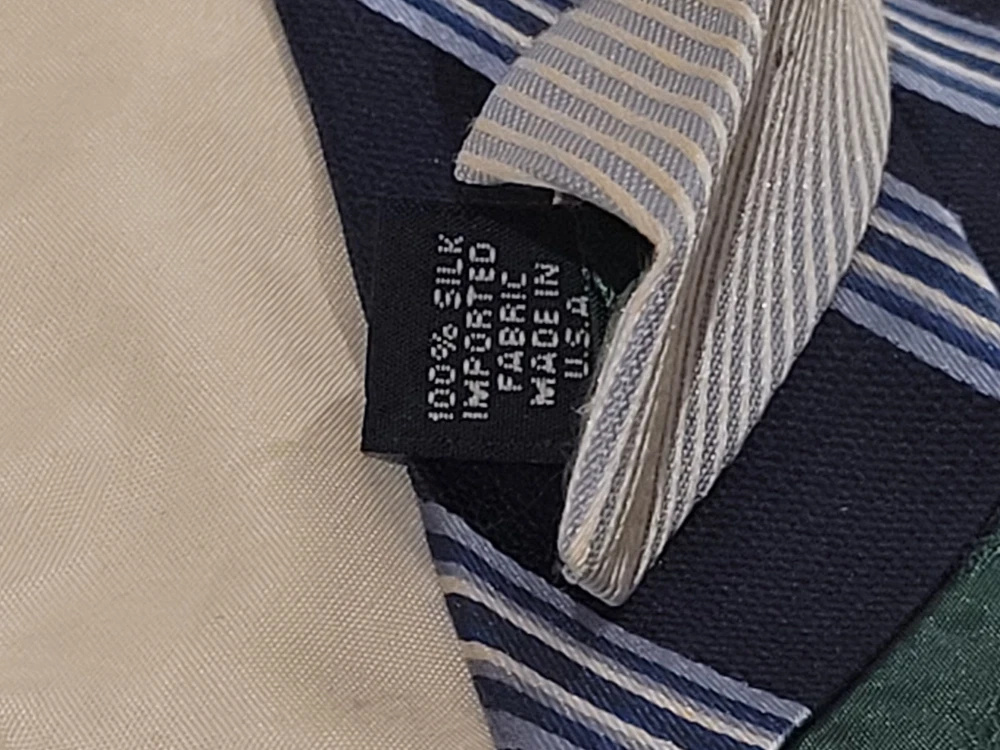 100% SILK
IMPORTED
FABRIC
MADE IN
U.S.A